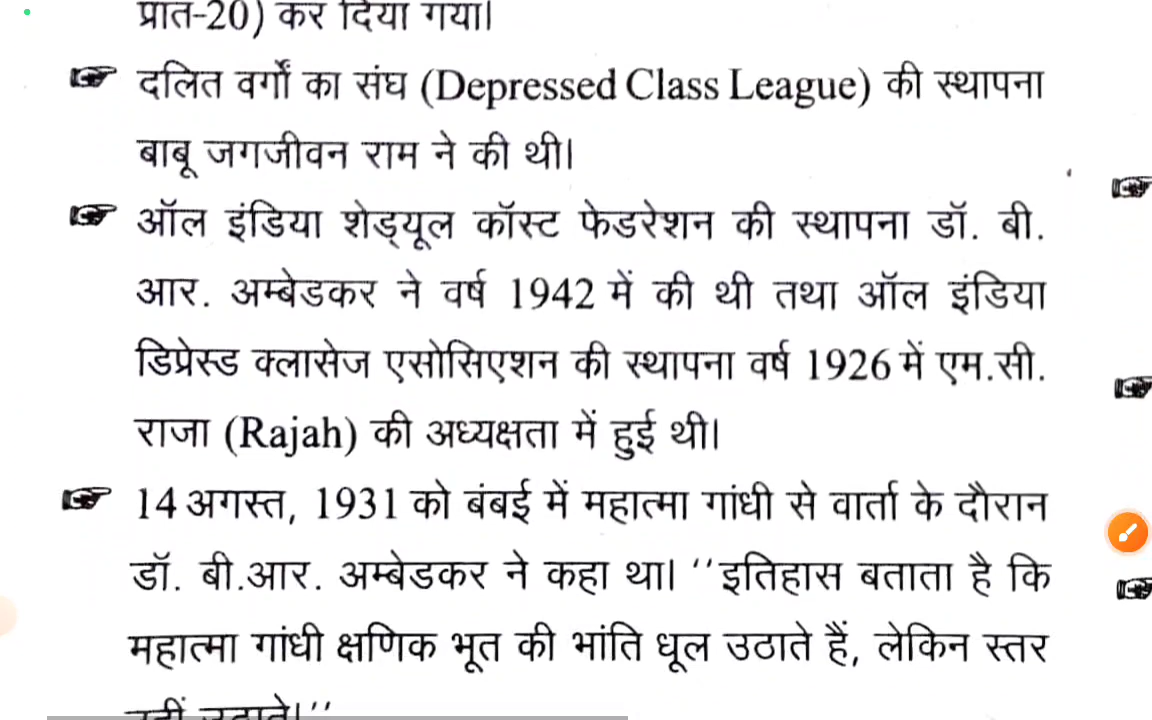 प्रांत-20) कर दिया गया।
दलित वर्गों का संघ (Depressed Class League) की स्थापना
बाबू जगजीवन राम ने की थी।
ऑल इंडिया शेड्यूल कॉस्ट फेडरेशन की स्थापना डॉ. बी.
आर. अम्बेडकर ने वर्ष 1942 में की थी तथा ऑल इंडिया
डिप्रेस्ड क्लासेज एसोसिएशन की स्थापना वर्ष 1926 में एम.सी.
राजा (Rajah) की अध्यक्षता में हुई थी।
14 अगस्त, 1931 को बंबई में महात्मा गांधी से वार्ता के दौरान
डॉ. बी.आर. अम्बेडकर ने कहा था। ‘‘इतिहास बताता है कि
महात्मा गांधी क्षणिक भूत की भांति धूल उठाते हैं, लेकिन स्तर
नहीं उठाते।’’